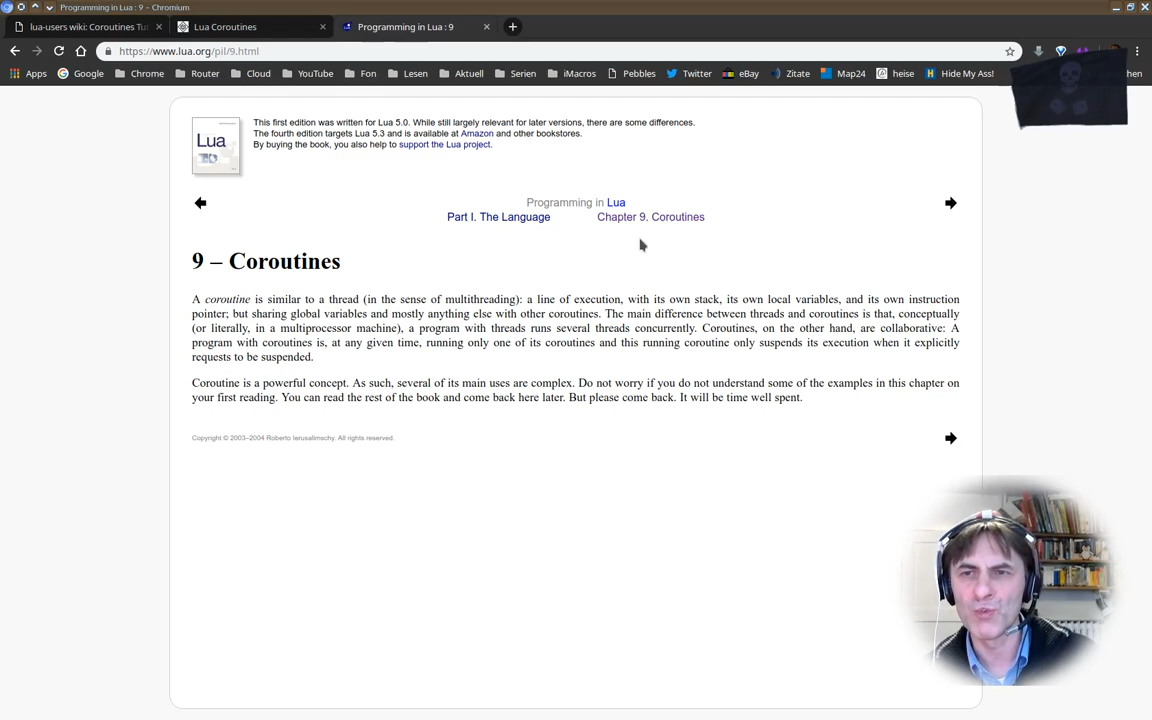 Programming in Lua : 9 – Chromium
lua-users wiki: Coroutines Tut
Lua Coroutines
Programming in Lua : 9
https://www.lua.org/pil/9.html
Apps Google Chrome Router Cloud YouTube Fon Lesen Aktuell Serien iMacros Pebbles Twitter eBay Zitate Map24 heise Hide My Ass! hen
This first edition was written for Lua 5.0. While still largely relevant for later versions, there are some differences.
The fourth edition targets Lua 5.3 and is available at Amazon and other bookstores.
By buying the book, you also help to support the Lua project.
Lua
Programming in Lua
Part I. The Language Chapter 9. Coroutines
9 – Coroutines
A coroutine is similar to a thread (in the sense of multithreading): a line of execution, with its own stack, its own local variables, and its own instruction
pointer; but sharing global variables and mostly anything else with other coroutines. The main difference between threads and coroutines is that, conceptually
(or literally, in a multiprocessor machine), a program with threads runs several threads concurrently. Coroutines, on the other hand, are collaborative: A
program with coroutines is, at any given time, running only one of its coroutines and this running coroutine only suspends its execution when it explicitly
requests to be suspended.
Coroutine is a powerful concept. As such, several of its main uses are complex. Do not worry if you do not understand some of the examples in this chapter on
your first reading. You can read the rest of the book and come back here later. But please come back. It will be time well spent.
Copyright © 2003–2004 Roberto Ierusalimschy. All rights reserved.